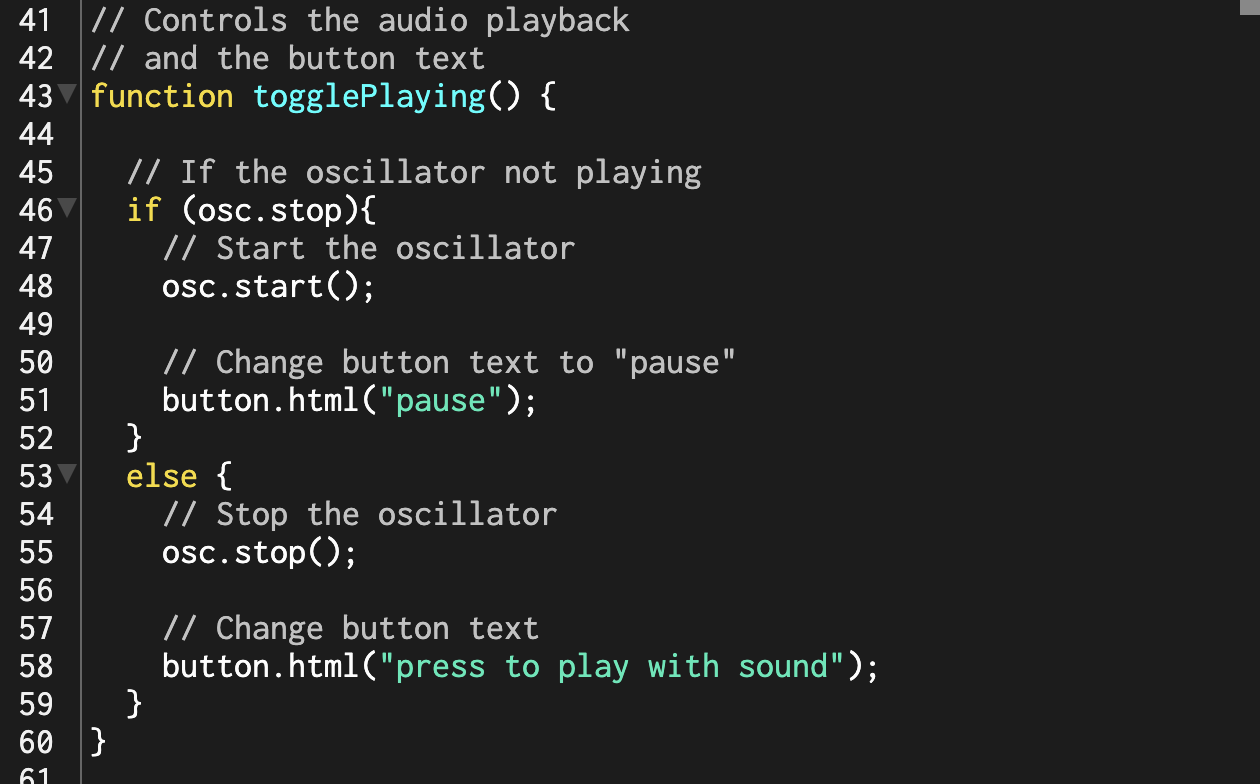 41 // Controls the audio playback
42 // and the button text
43 function togglePlaying() {
44
45   // If the oscillator not playing
46   if (osc.stop){
47     // Start the oscillator
48     osc.start();
49
50     // Change button text to "pause"
51     button.html("pause");
52   }
53   else {
54     // Stop the oscillator
55     osc.stop();
56
57     // Change button text
58     button.html("press to play with sound");
59   }
60 }
61